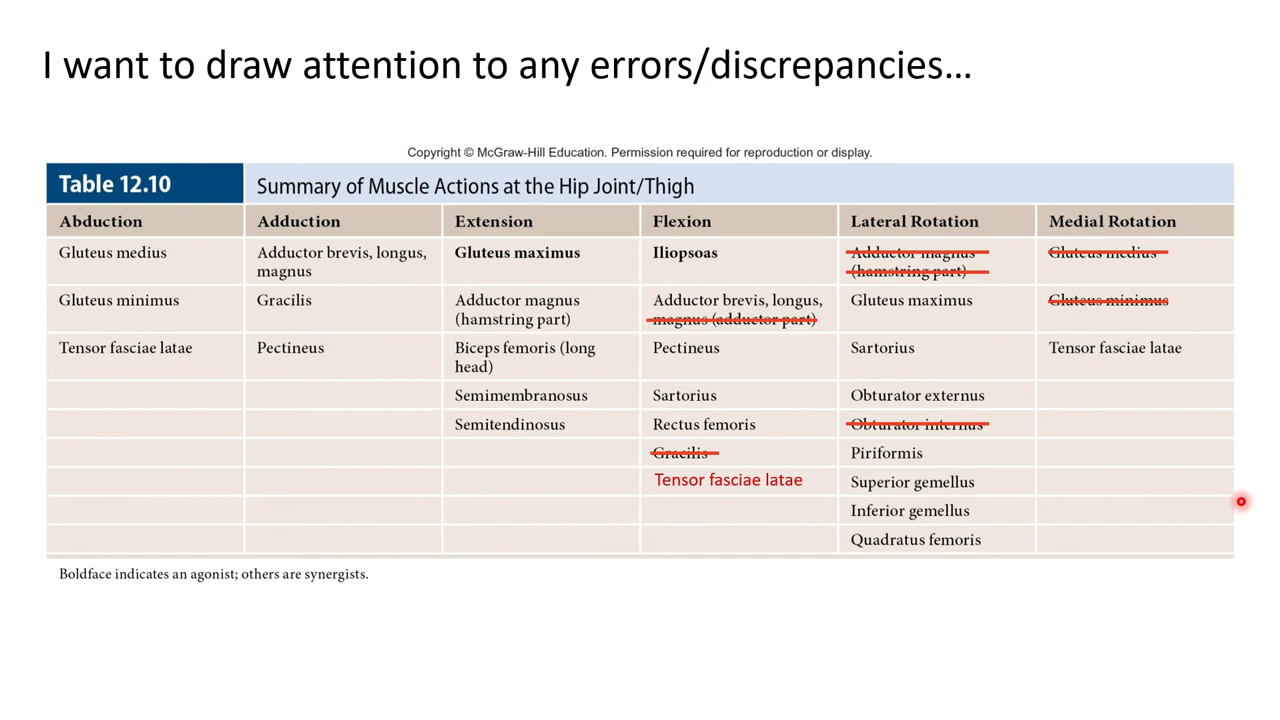 I want to draw attention to any errors/discrepancies...
Copyright © McGraw-Hill Education. Permission required for reproduction or display.
Table 12.10 Summary of Muscle Actions at the Hip Joint/Thigh
Abduction Adduction Extension Flexion Lateral Rotation Medial Rotation
Gluteus medius Adductor brevis, longus, Gluteus maximus Iliopsoas Adductor magnus Gluteus medius
magnus (hamstring part)
Gluteus minimus Gracilis Adductor magnus Adductor brevis, longus, Gluteus maximus Gluteus minimus
(hamstring part) magnus (adductor part)
Tensor fasciae latae Pectineus Biceps femoris (long Pectineus Sartorius Tensor fasciae latae
head)
Semimembranosus Sartorius Obturator externus
Semitendinosus Rectus femoris Obturator internus
Gracilis Piriformis
Tensor fasciae latae Superior gemellus
Inferior gemellus
Quadratus femoris
Boldface indicates an agonist; others are synergists.